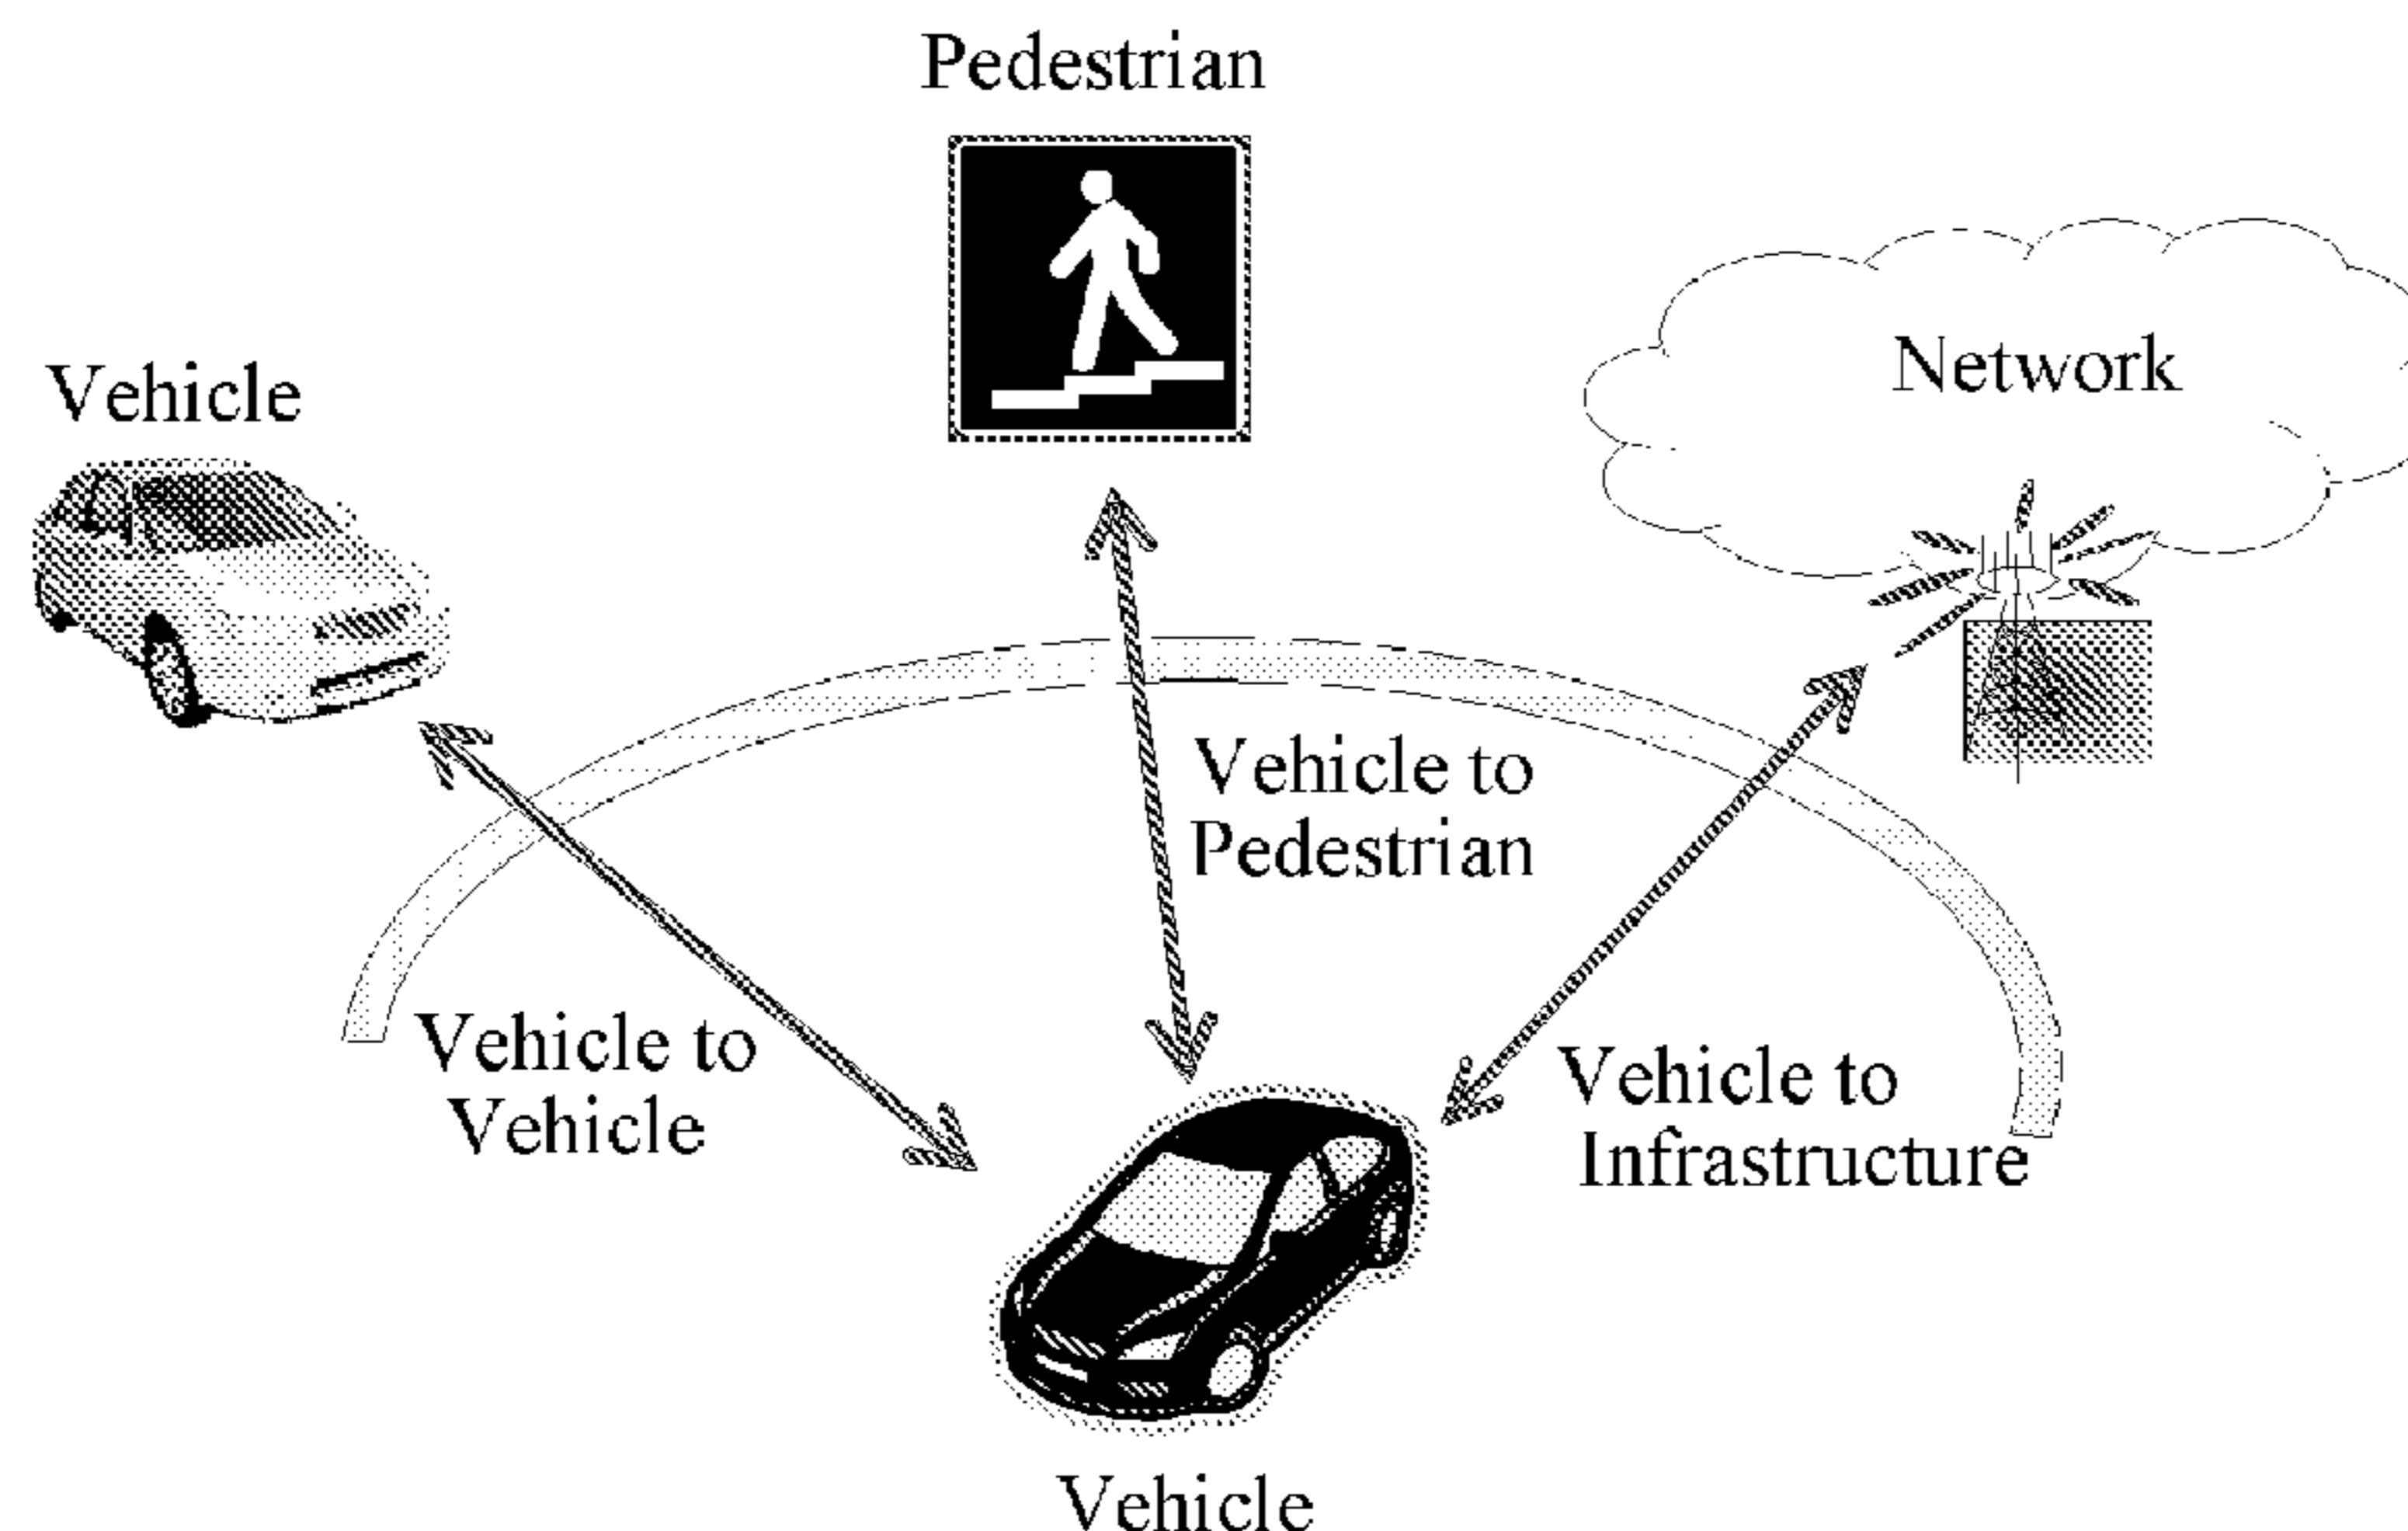 Pedestrian
Network
Vehicle
Vehicle to
Pedestrian
Vehicle to
Vehicle
Vehicle to
Infrastructure
Vehicle